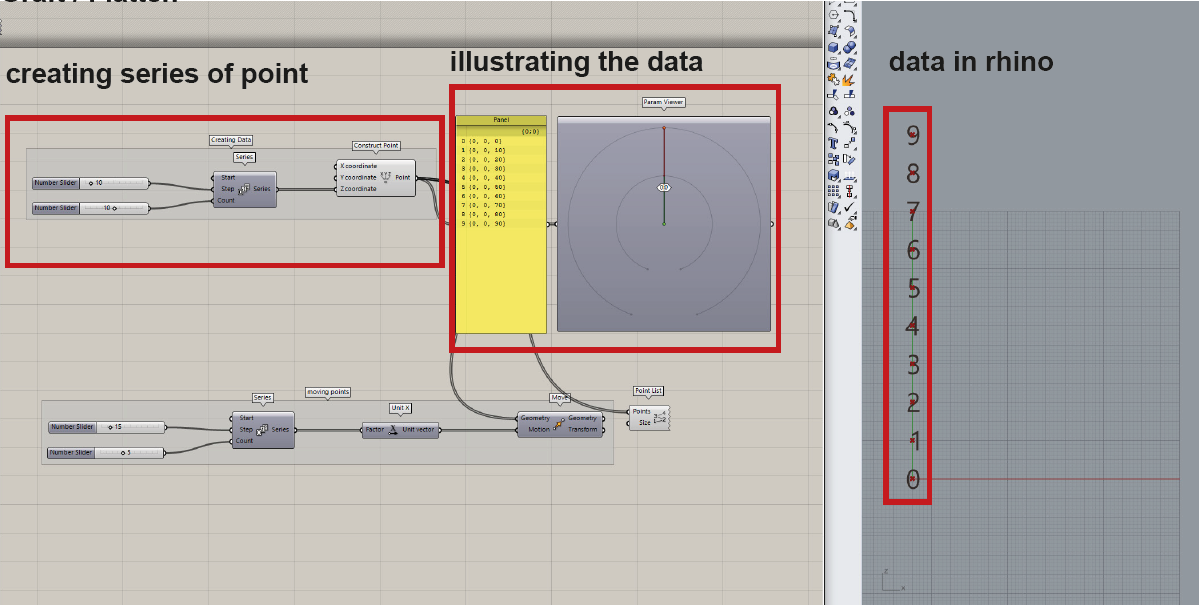 Graft / Flatten
creating series of point
illustrating the data
data in rhino
Creating Data
Series
Number Slider 10
Number Slider 10
Start
Step
Count
Series
Construct Point
X coordinate
Y coordinate
Z coordinate
Point
Panel
{0;0}
0 {0, 0, 0}
1 {0, 0, 10}
2 {0, 0, 20}
3 {0, 0, 30}
4 {0, 0, 40}
5 {0, 0, 50}
6 {0, 0, 60}
7 {0, 0, 70}
8 {0, 0, 80}
9 {0, 0, 90}
Param Viewer
9
8
7
6
5
4
3
2
1
0
moving points
Series
Number Slider 15
Number Slider 5
Start
Step
Count
Series
Unit X
Factor
X
Unit vector
Move
Geometry
Motion
Geometry
Transform
Point List
Points
Size
z
x